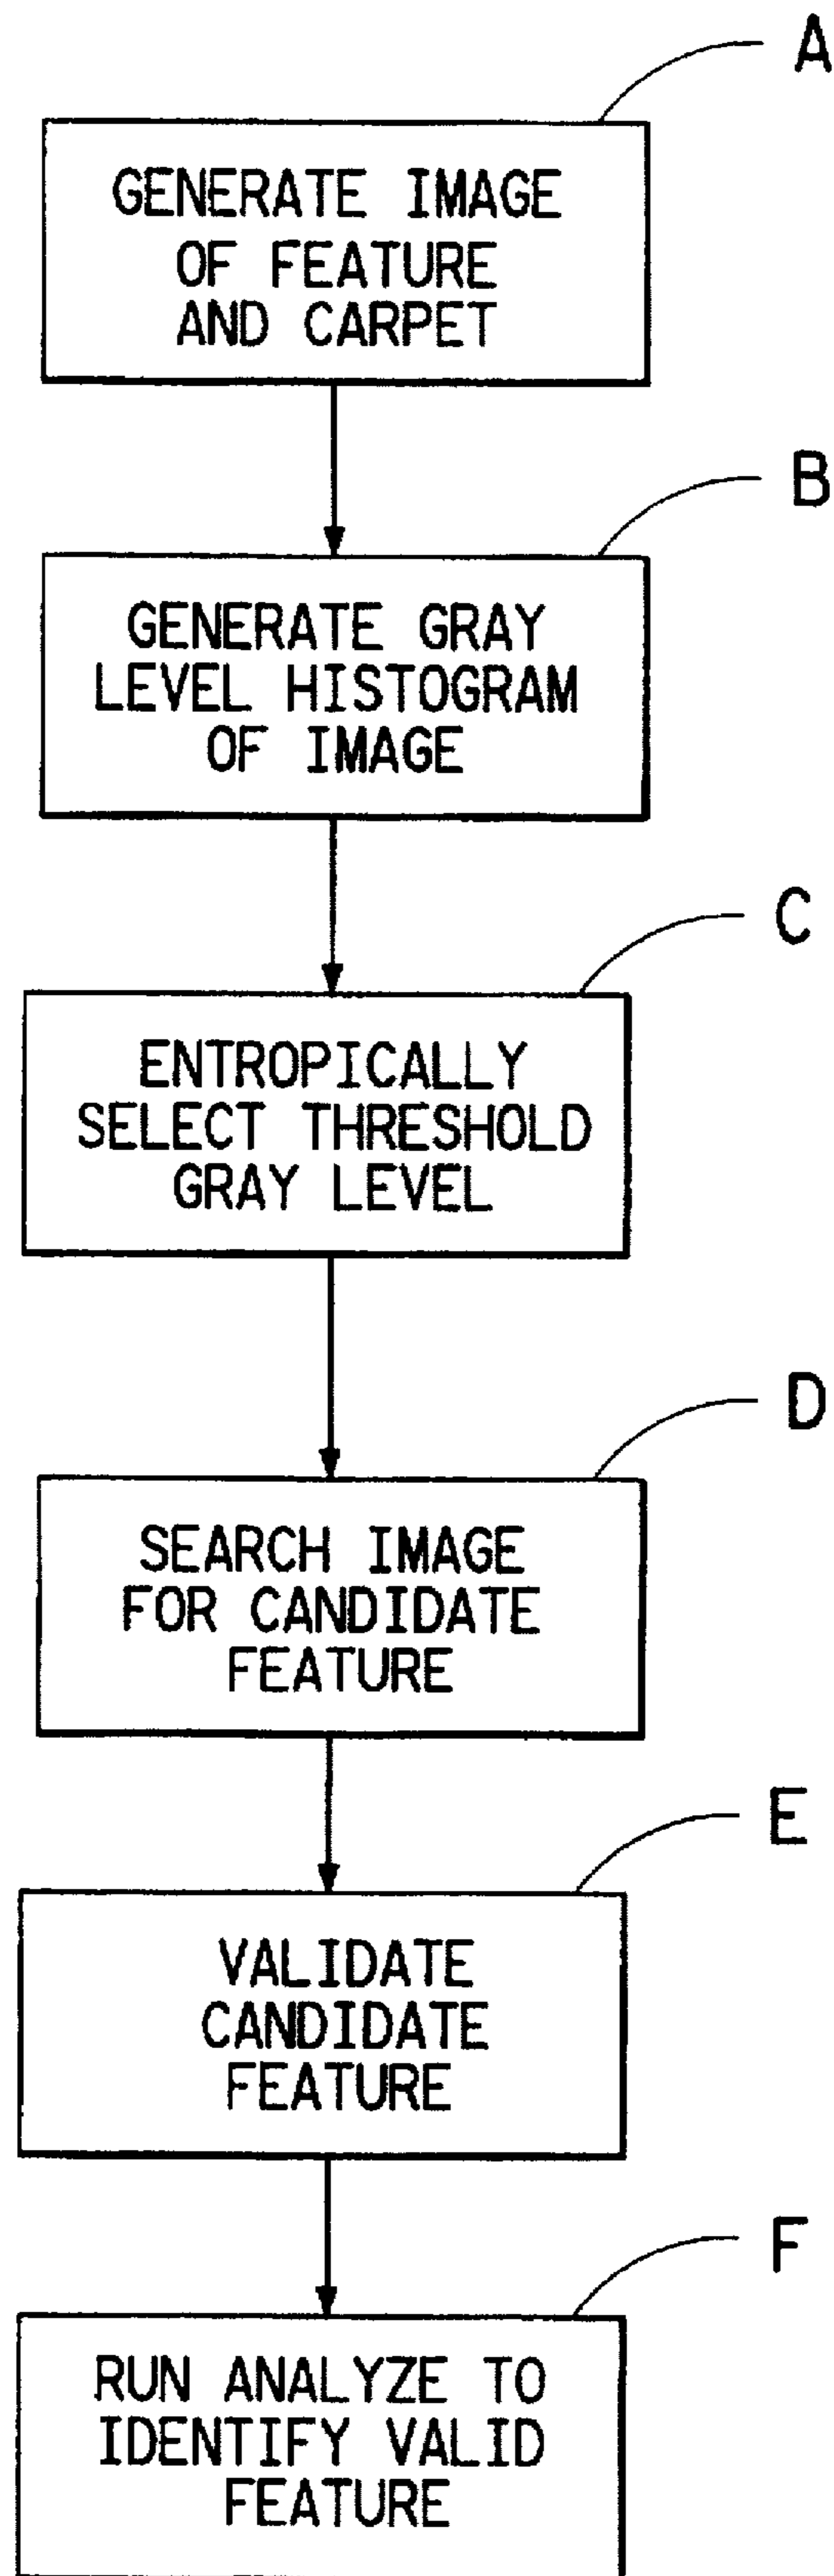 A
GENERATE IMAGE
OF FEATURE
AND CARPET
B
GENERATE GRAY
LEVEL HISTOGRAM
OF IMAGE
C
ENTROPICALLY
SELECT THRESHOLD
GRAY LEVEL
D
SEARCH IMAGE
FOR CANDIDATE
FEATURE
E
VALIDATE
CANDIDATE
FEATURE
F
RUN ANALYZE TO
IDENTIFY VALID
FEATURE